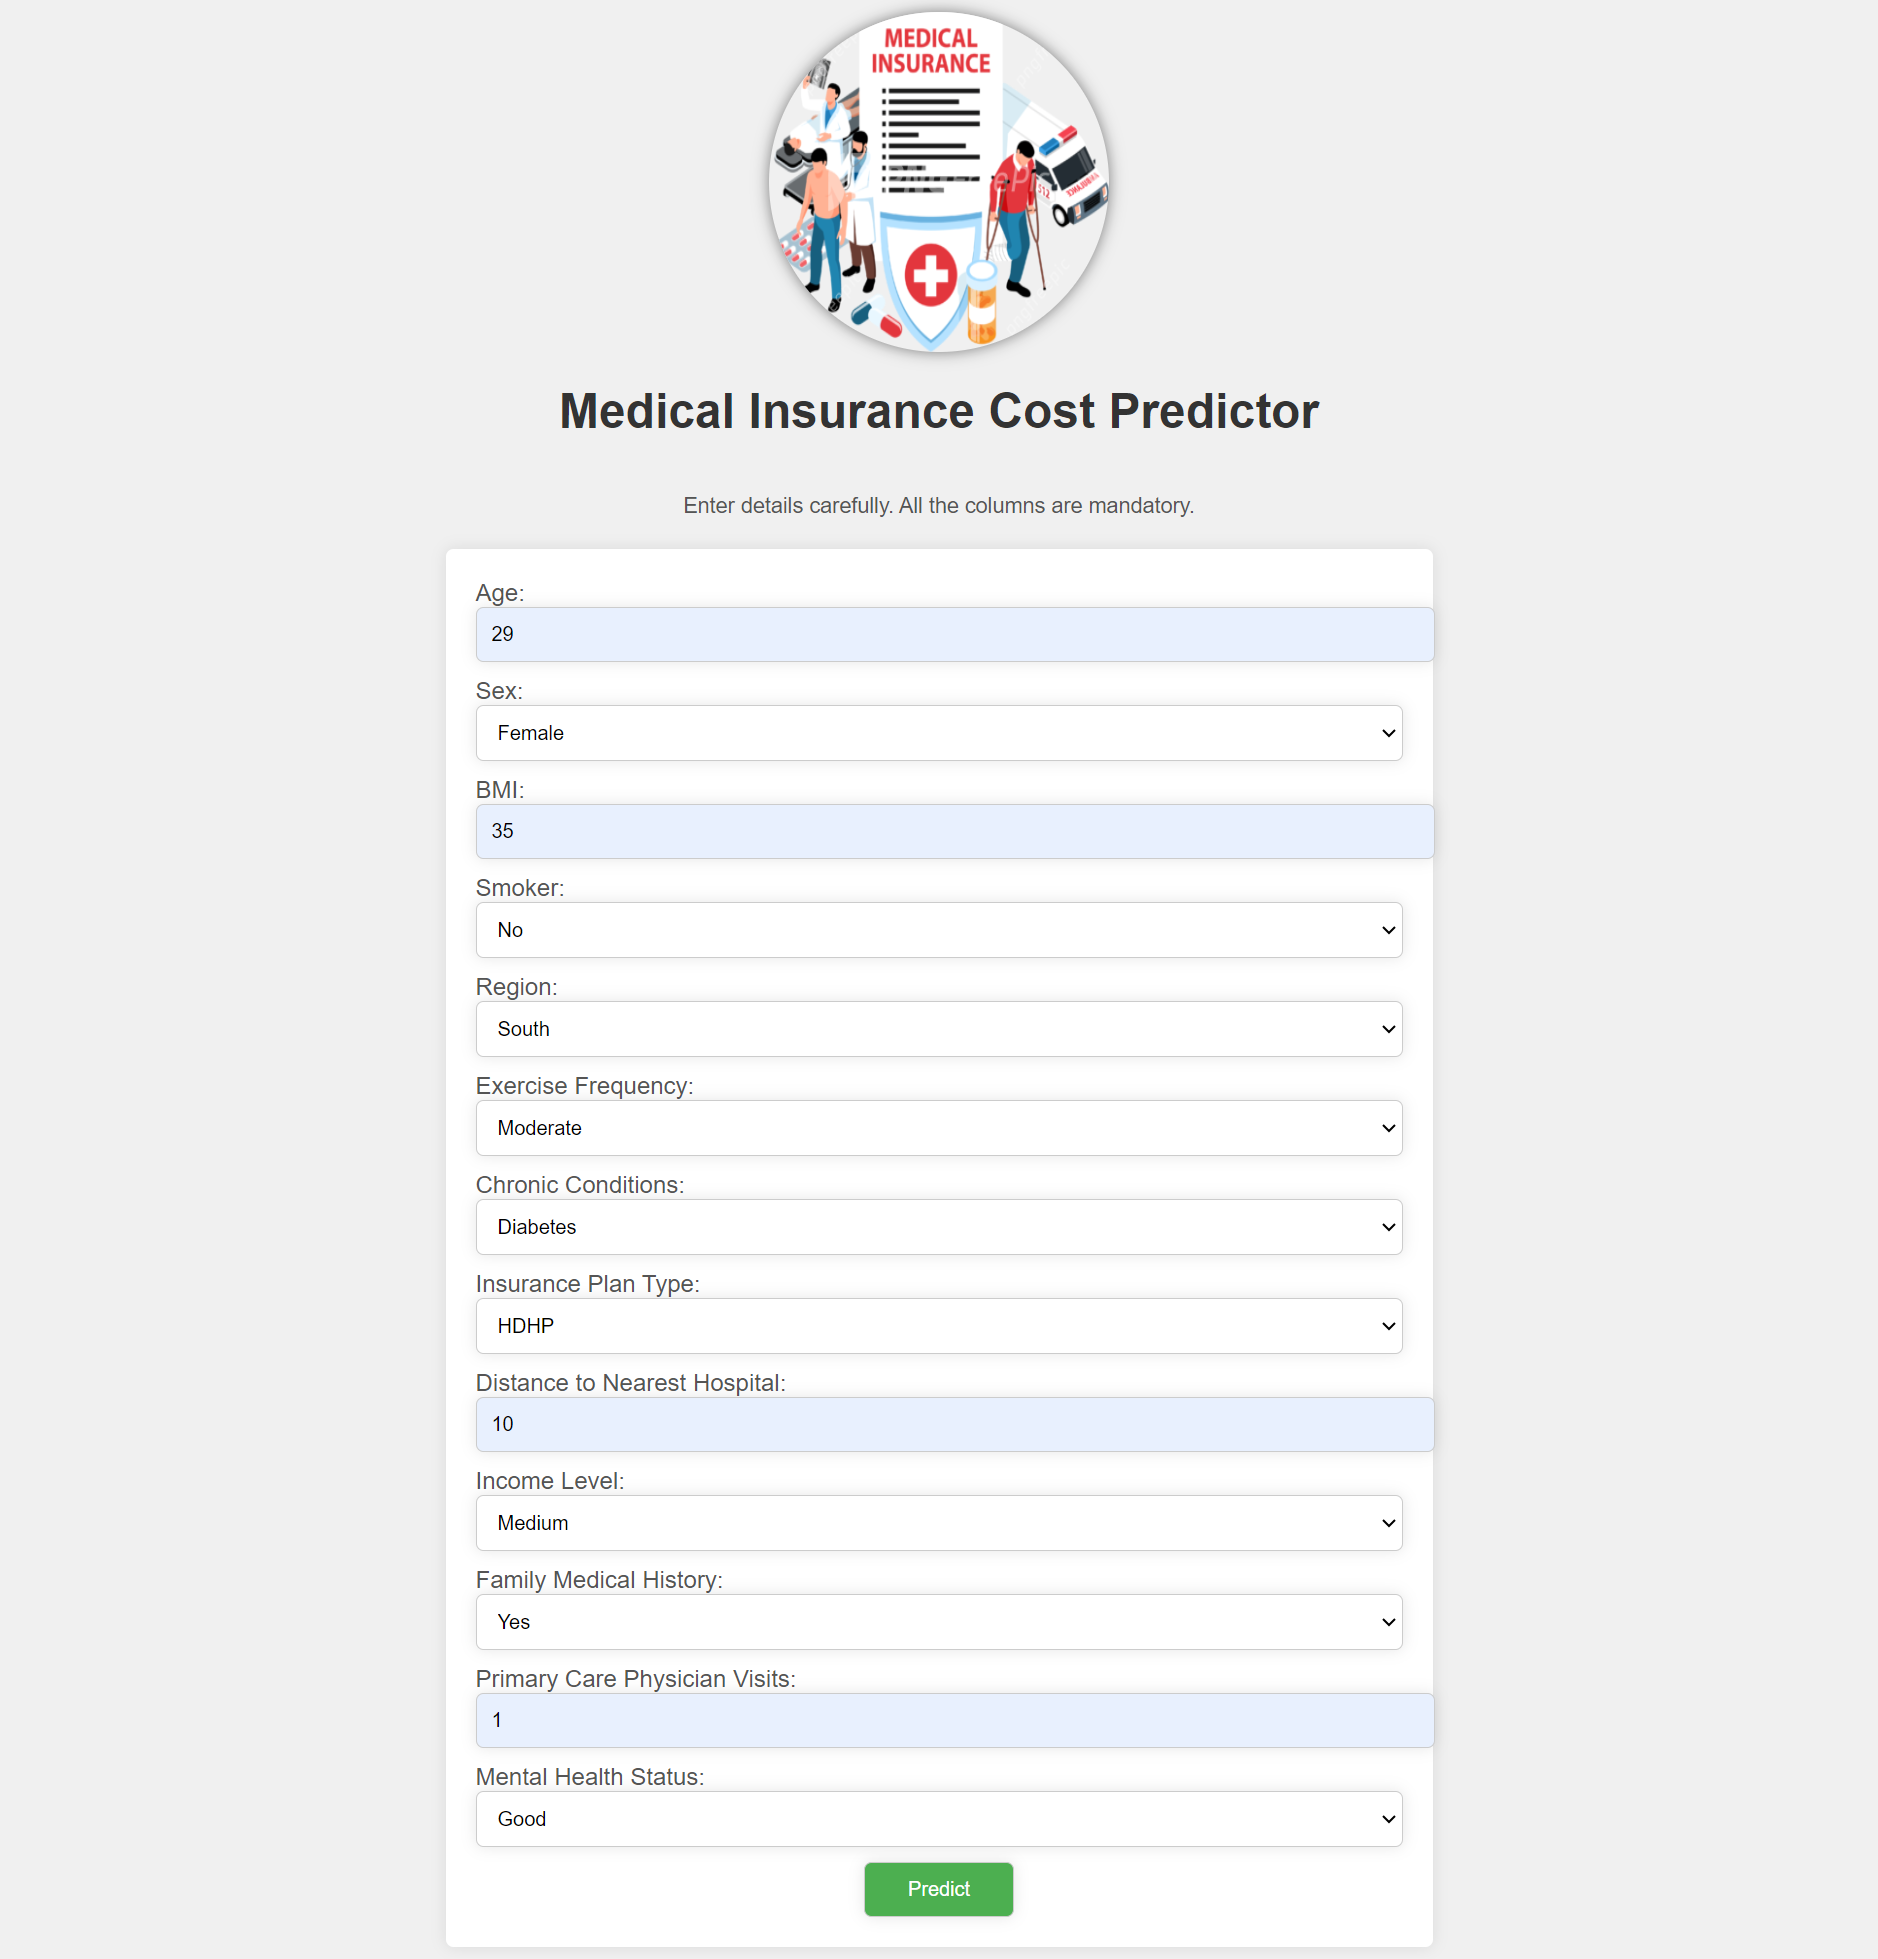 MEDICAL
INSURANCE
512
AMBULANCE
Medical Insurance Cost Predictor
Enter details carefully. All the columns are mandatory.
Age:
29
Sex:
Female
BMI:
35
Smoker:
No
Region:
South
Exercise Frequency:
Moderate
Chronic Conditions:
Diabetes
Insurance Plan Type:
HDHP
Distance to Nearest Hospital:
10
Income Level:
Medium
Family Medical History:
Yes
Primary Care Physician Visits:
1
Mental Health Status:
Good
Predict